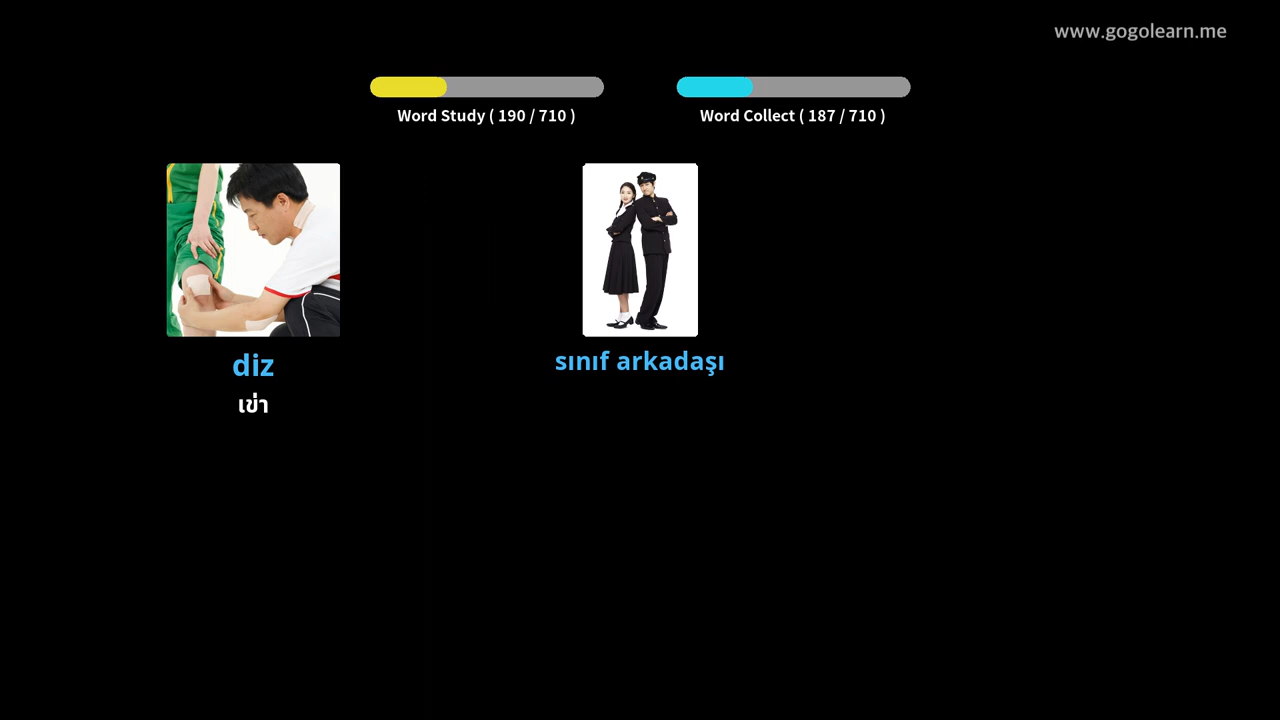 www.gogolearn.me
Word Study ( 190 / 710 )
Word Collect ( 187 / 710 )
diz
เข่า
sınıf arkadaşı